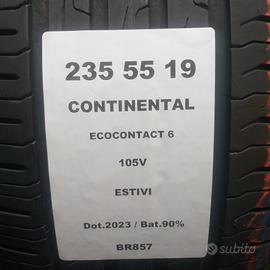 235 55 19
CONTINENTAL
ECOCONTACT 6
105V
ESTIVI
Dot.2023 / Bat.90%
BR857
subito